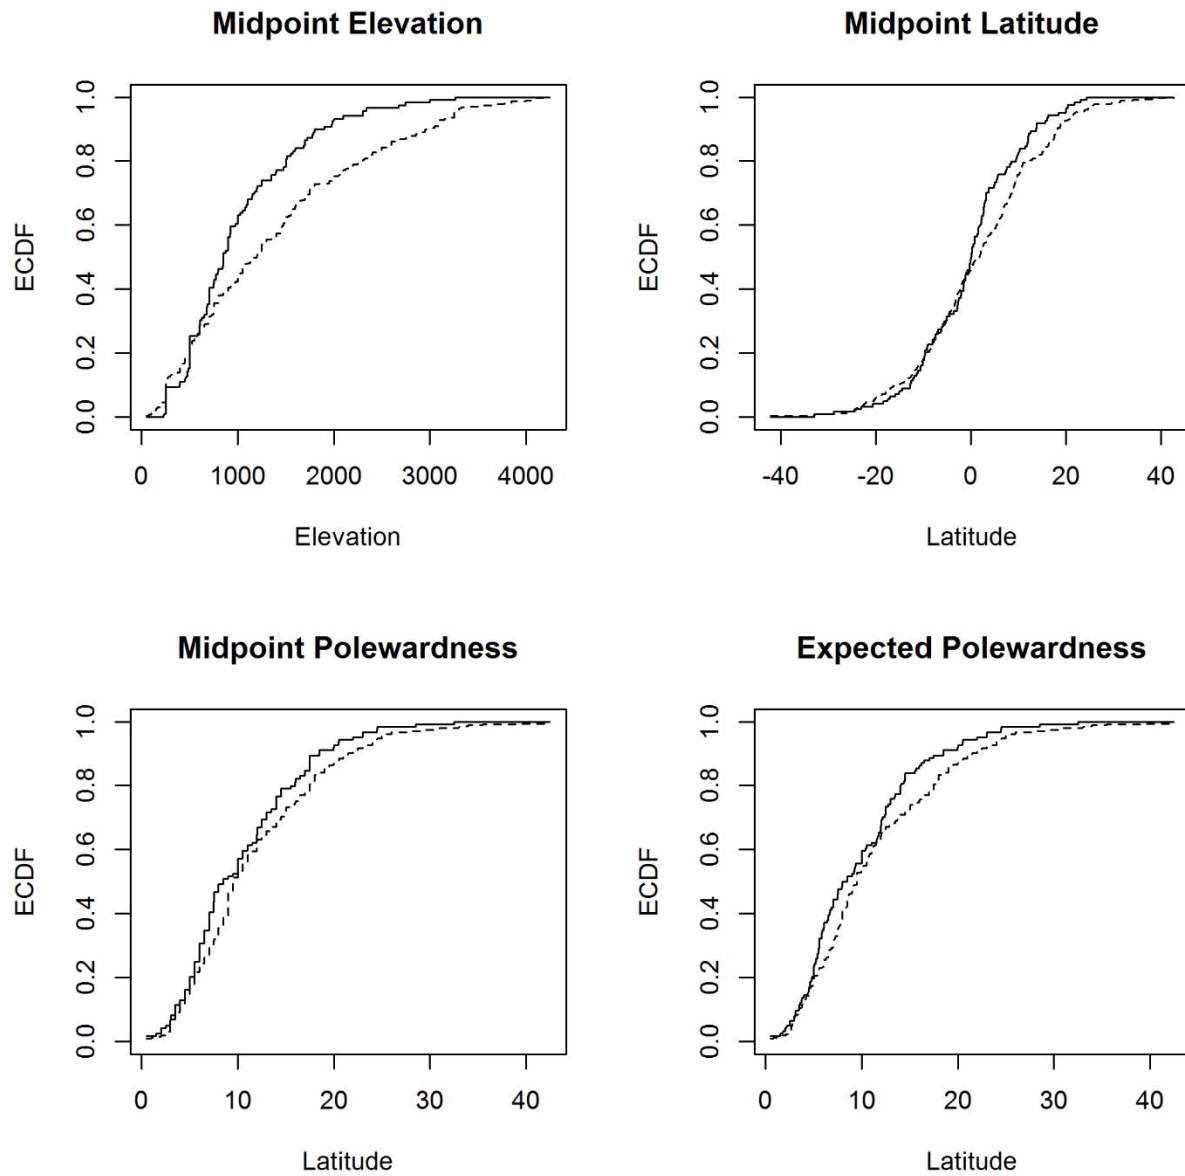 Midpoint Elevation
ECDF
0.0 0.2 0.4 0.6 0.8 1.0
0 1000 2000 3000 4000
Elevation
Midpoint Latitude
ECDF
0.0 0.2 0.4 0.6 0.8 1.0
-40 -20 0 20 40
Latitude
Midpoint Polewardness
ECDF
0.0 0.2 0.4 0.6 0.8 1.0
0 10 20 30 40
Latitude
Expected Polewardness
ECDF
0.0 0.2 0.4 0.6 0.8 1.0
0 10 20 30 40
Latitude